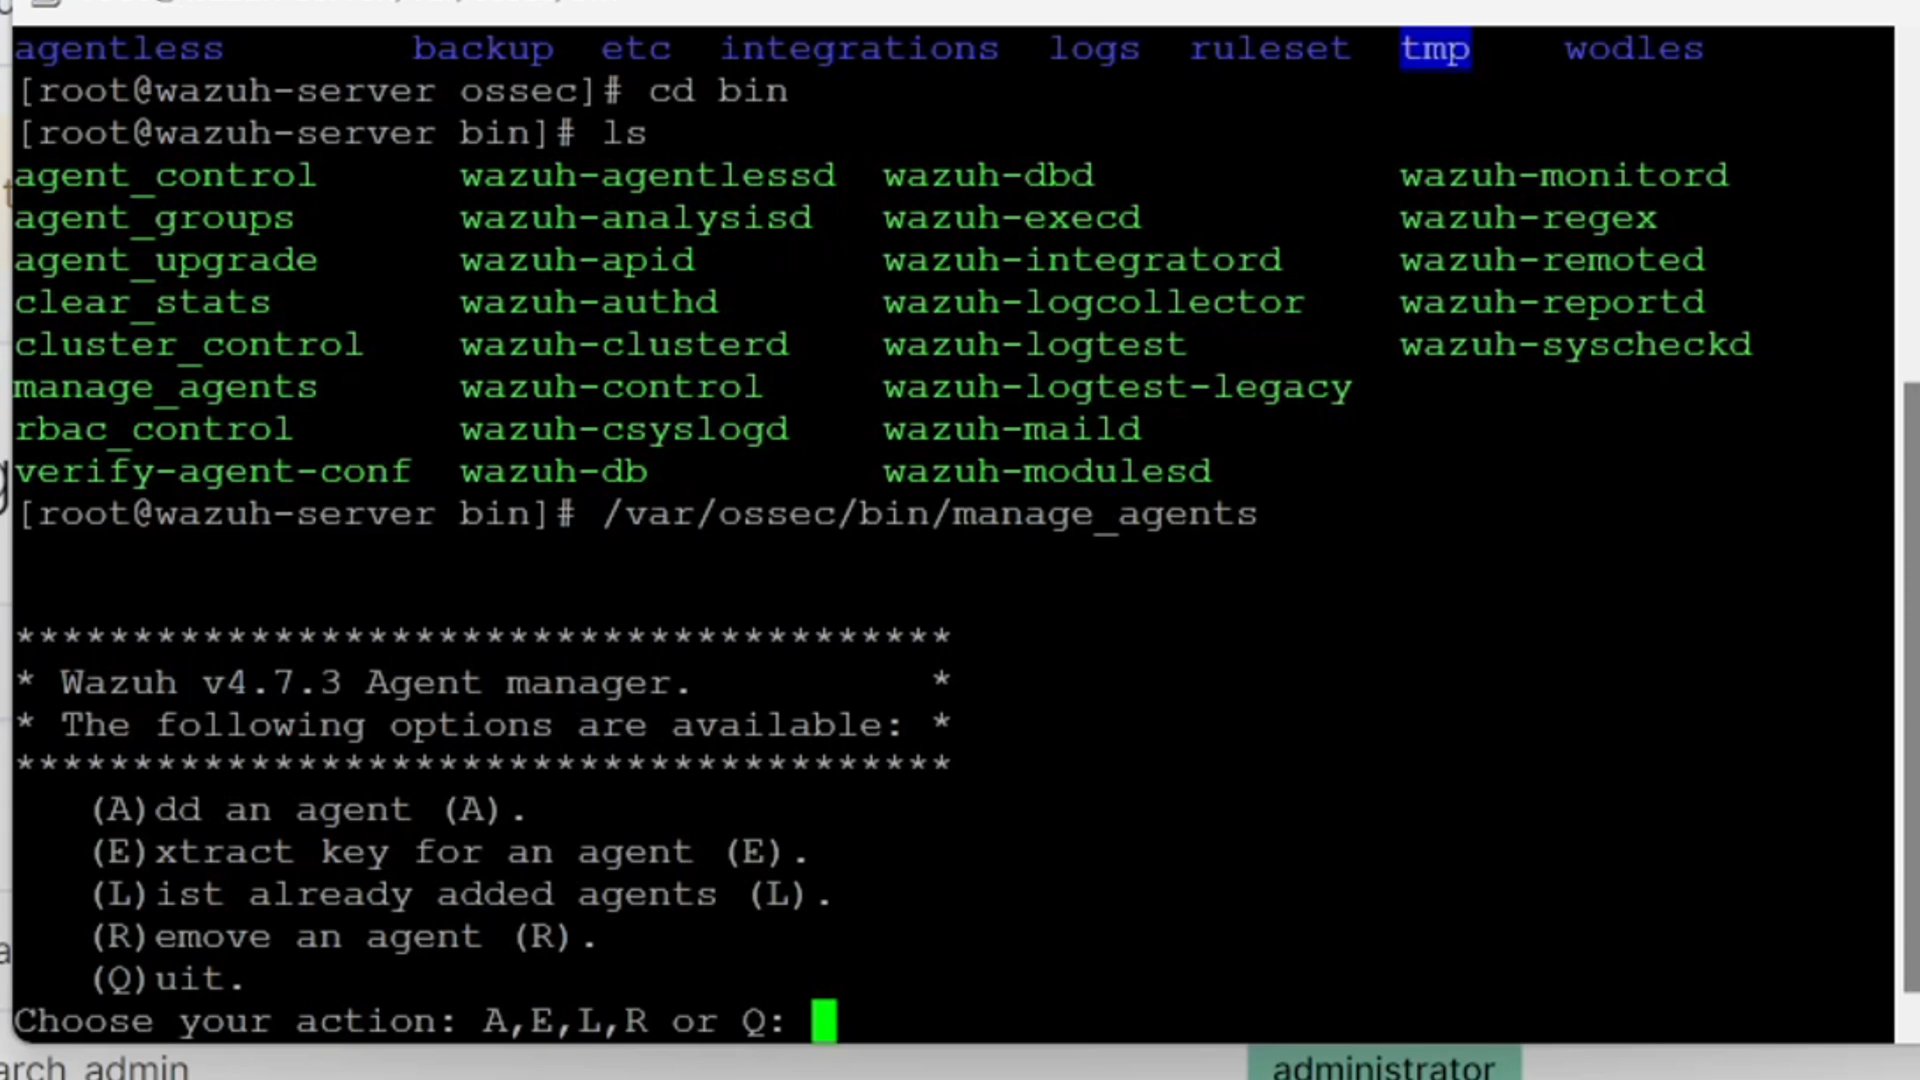 agentless backup etc integrations logs ruleset tmp wodles
[root@wazuh-server ossec]# cd bin
[root@wazuh-server bin]# ls
agent_control wazuh-agentlessd wazuh-dbd wazuh-monitord
agent_groups wazuh-analysisd wazuh-execd wazuh-regex
agent_upgrade wazuh-apid wazuh-integratord wazuh-remoted
clear_stats wazuh-authd wazuh-logcollector wazuh-reportd
cluster_control wazuh-clusterd wazuh-logtest wazuh-syscheckd
manage_agents wazuh-control wazuh-logtest-legacy
rbac_control wazuh-csyslogd wazuh-maild
verify-agent-conf wazuh-db wazuh-modulesd
[root@wazuh-server bin]# /var/ossec/bin/manage_agents
****************************************
* Wazuh v4.7.3 Agent manager. *
* The following options are available: *
****************************************
(A)dd an agent (A).
(E)xtract key for an agent (E).
(L)ist already added agents (L).
(R)emove an agent (R).
(Q)uit.
Choose your action: A,E,L,R or Q:
arch_admin administrator